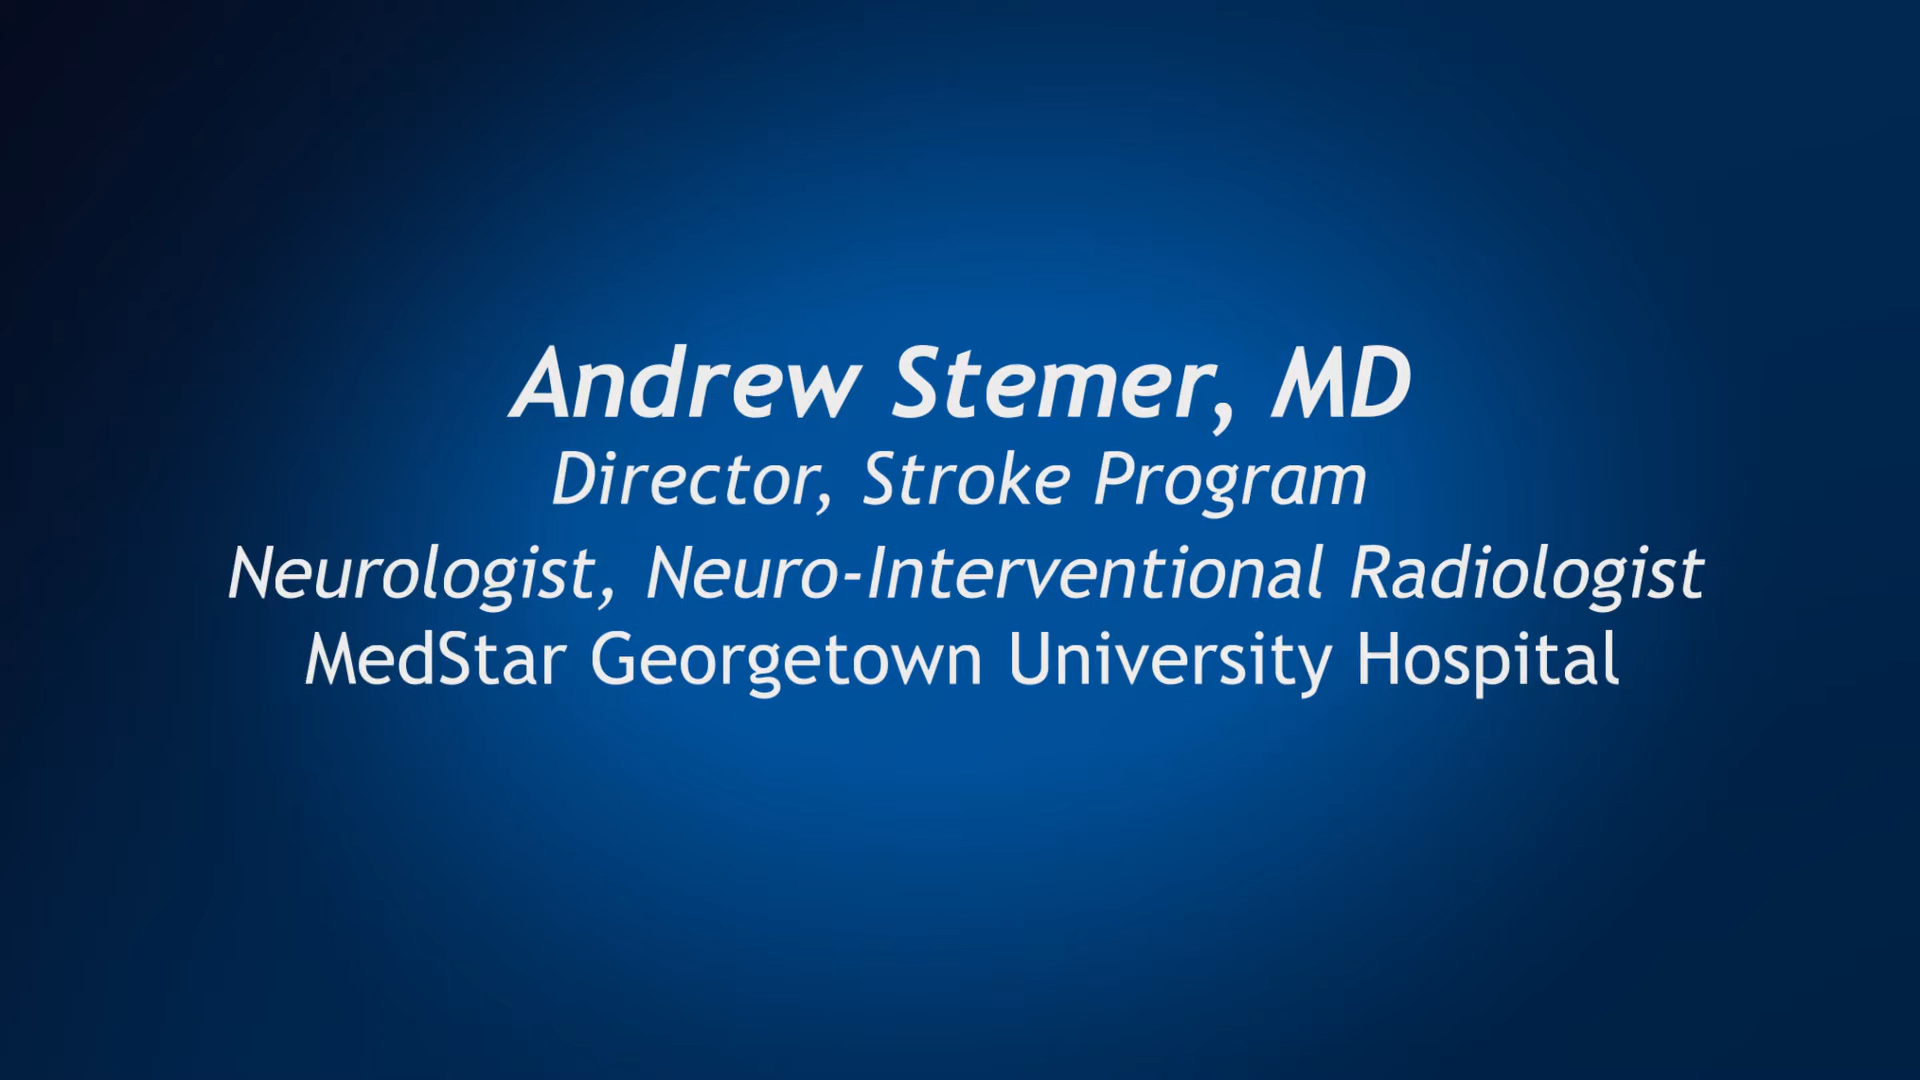 Andrew Stemer, MD
Director, Stroke Program
Neurologist, Neuro-Interventional Radiologist
MedStar Georgetown University Hospital